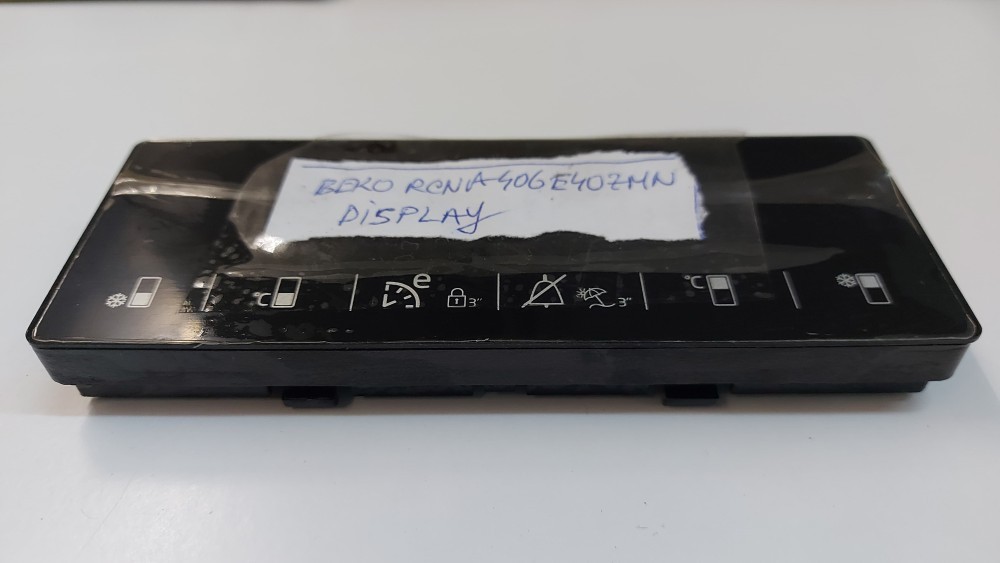 BEKO RCNA406E40ZMN
DISPLAY
°C e 3" 3" °C